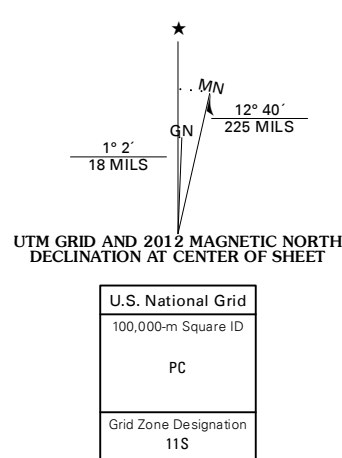 ★
MN
GN
12° 40´
225 MILS
1° 2´
18 MILS
UTM GRID AND 2012 MAGNETIC NORTH
DECLINATION AT CENTER OF SHEET
U.S. National Grid
100,000-m Square ID
PC
Grid Zone Designation
11S